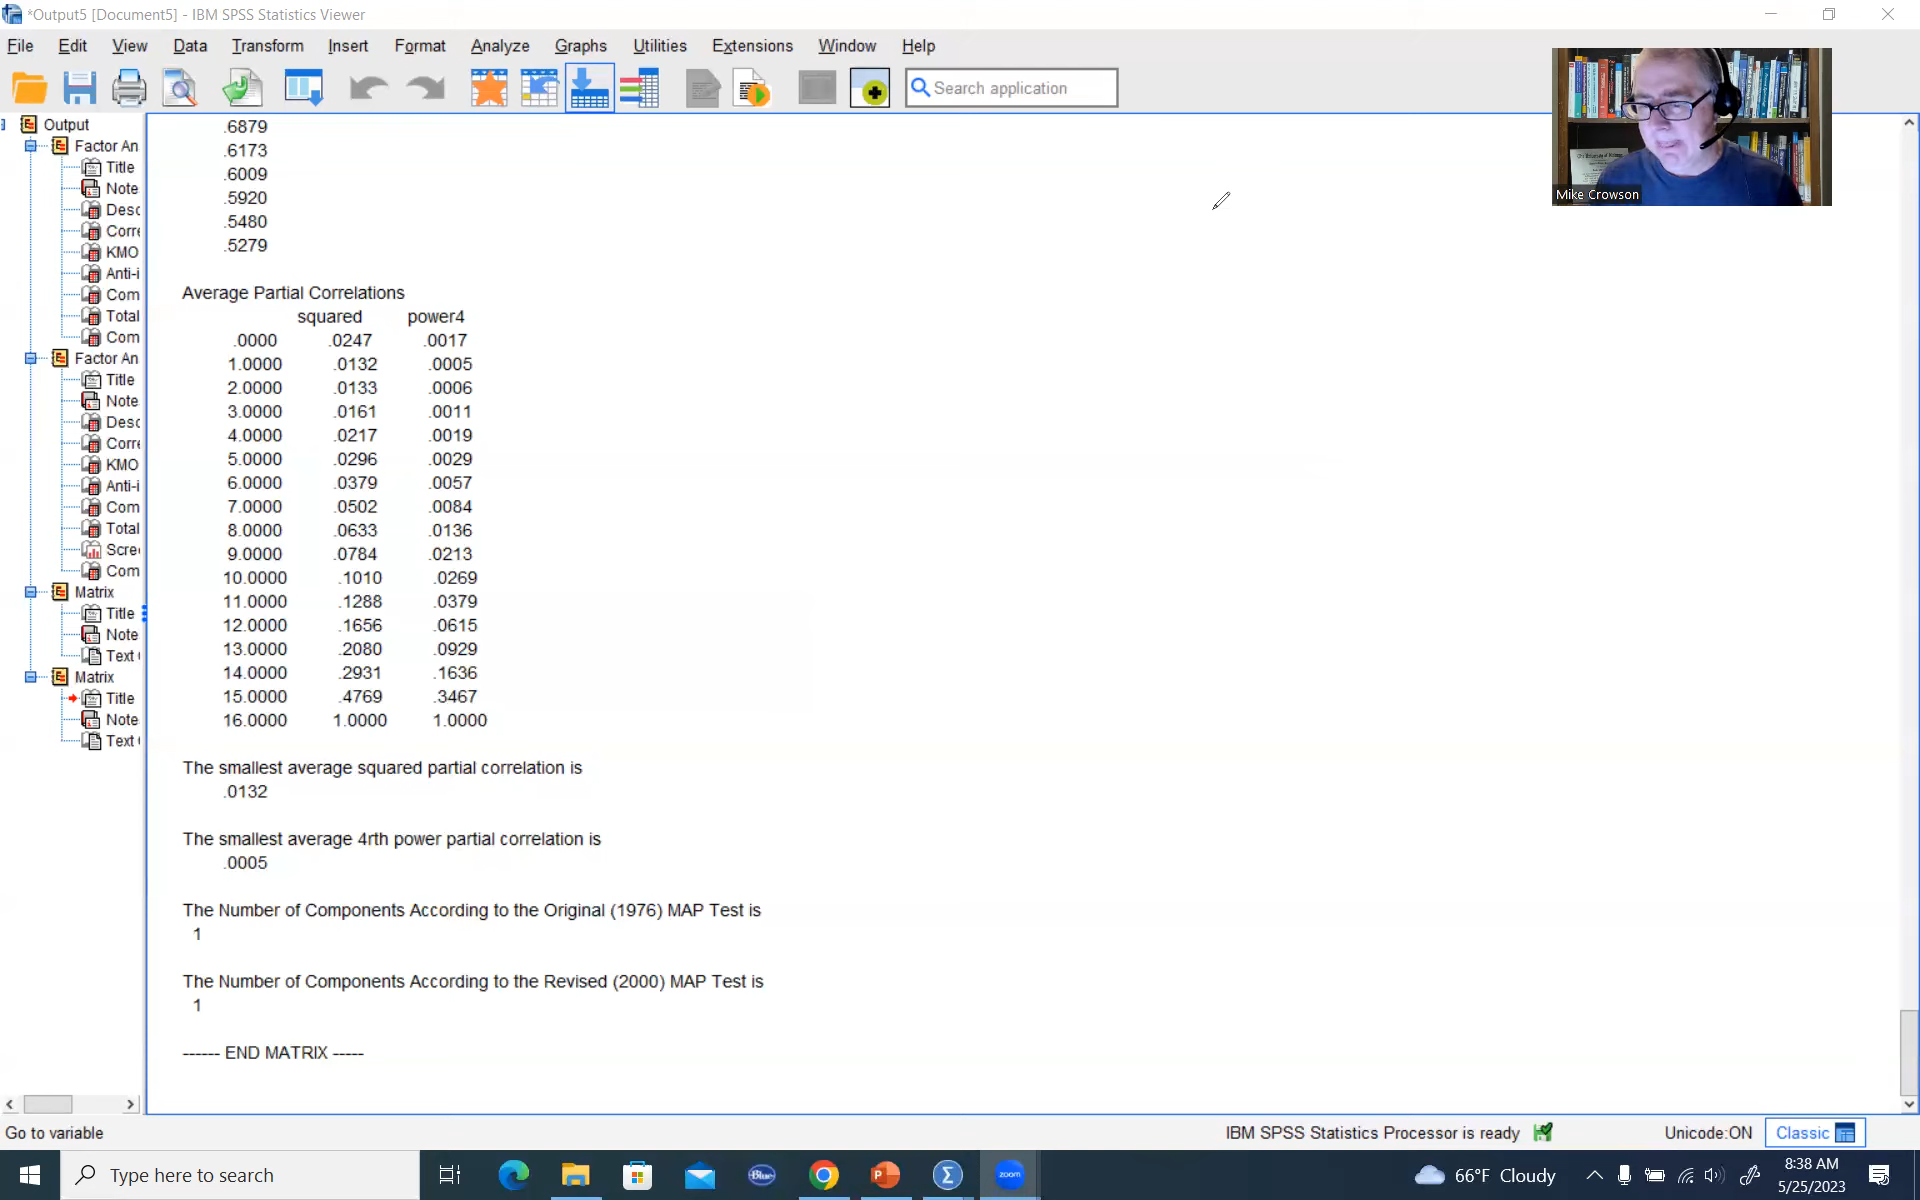 *Output5 [Document5] - IBM SPSS Statistics Viewer
File Edit View Data Transform Insert Format Analyze Graphs Utilities Extensions Window Help
Search application
Mike Crowson
Output
Factor An
Title
Note
Desc
Corre
KMO
Anti-i
Com
Total
Com
Factor An
Title
Note
Desc
Corre
KMO
Anti-i
Com
Total
Scre
Com
Matrix
Title
Note
Text
Matrix
Title
Note
Text
.6879
.6173
.6009
.5920
.5480
.5279
Average Partial Correlations
squared power4
.0000 .0247 .0017
1.0000 .0132 .0005
2.0000 .0133 .0006
3.0000 .0161 .0011
4.0000 .0217 .0019
5.0000 .0296 .0029
6.0000 .0379 .0057
7.0000 .0502 .0084
8.0000 .0633 .0136
9.0000 .0784 .0213
10.0000 .1010 .0269
11.0000 .1288 .0379
12.0000 .1656 .0615
13.0000 .2080 .0929
14.0000 .2931 .1636
15.0000 .4769 .3467
16.0000 1.0000 1.0000
The smallest average squared partial correlation is
.0132
The smallest average 4rth power partial correlation is
.0005
The Number of Components According to the Original (1976) MAP Test is
1
The Number of Components According to the Revised (2000) MAP Test is
1
------ END MATRIX -----
Go to variable
IBM SPSS Statistics Processor is ready
Unicode:ON
Classic
Type here to search
Blue
zoom
66°F Cloudy
8:38 AM
5/25/2023